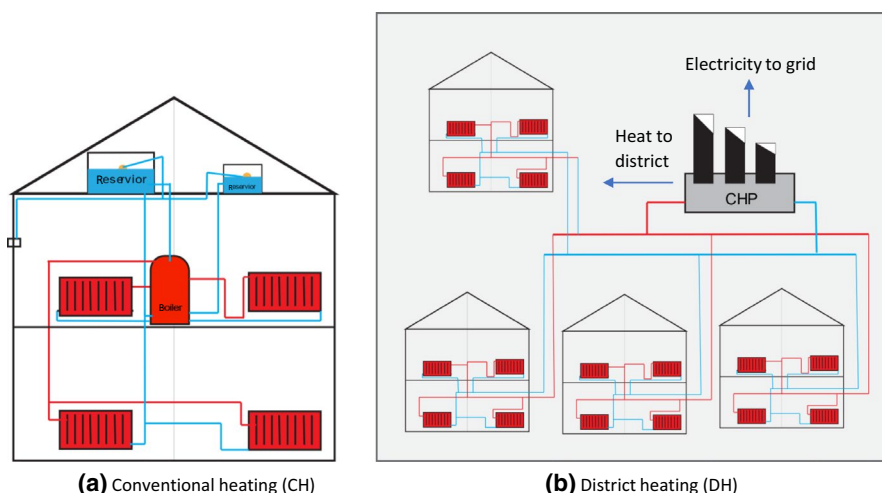 Reservior
Reservior
Boiler
(a) Conventional heating (CH)
Electricity to grid
Heat to
district
CHP
(b) District heating (DH)